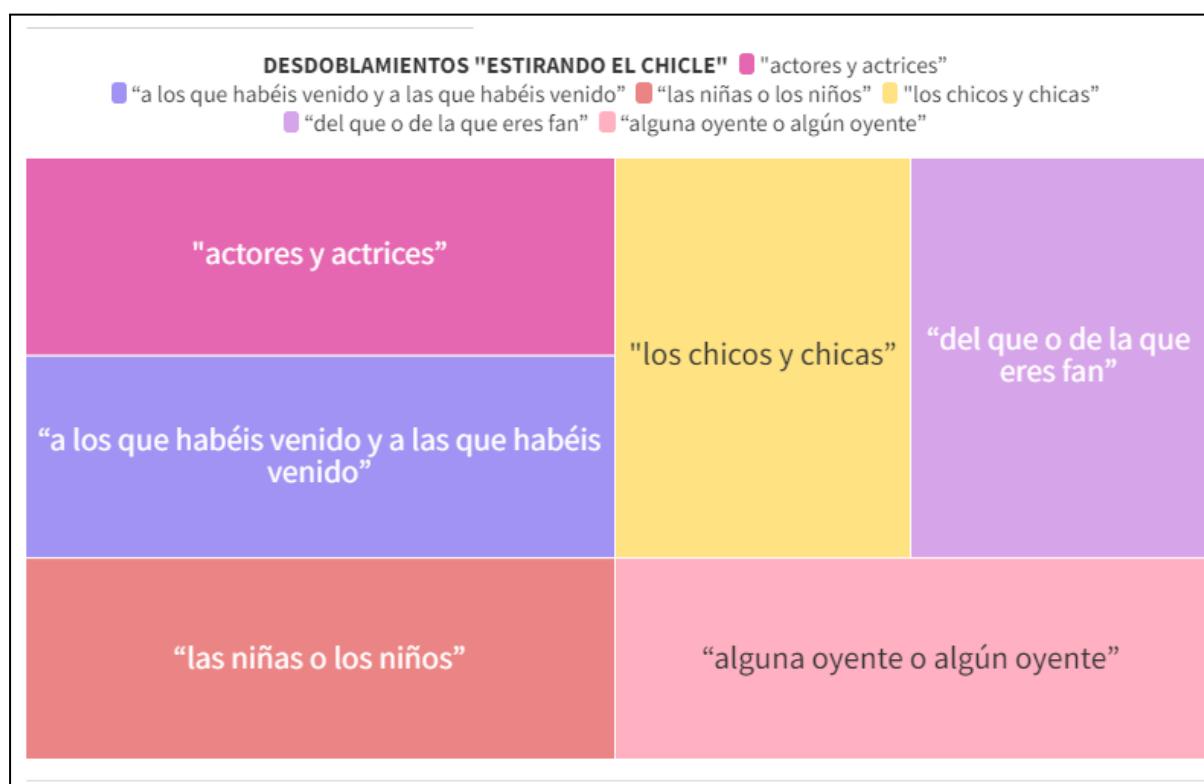 DESDOBLAMIENTOS "ESTIRANDO EL CHICLE" "actores y actrices”
“a los que habéis venido y a las que habéis venido” “las niñas o los niños” "los chicos y chicas”
“del que o de la que eres fan” “alguna oyente o algún oyente”
"actores y actrices”
“a los que habéis venido y a las que habéis
venido”
"los chicos y chicas”
“del que o de la que
eres fan”
“las niñas o los niños”
“alguna oyente o algún oyente”